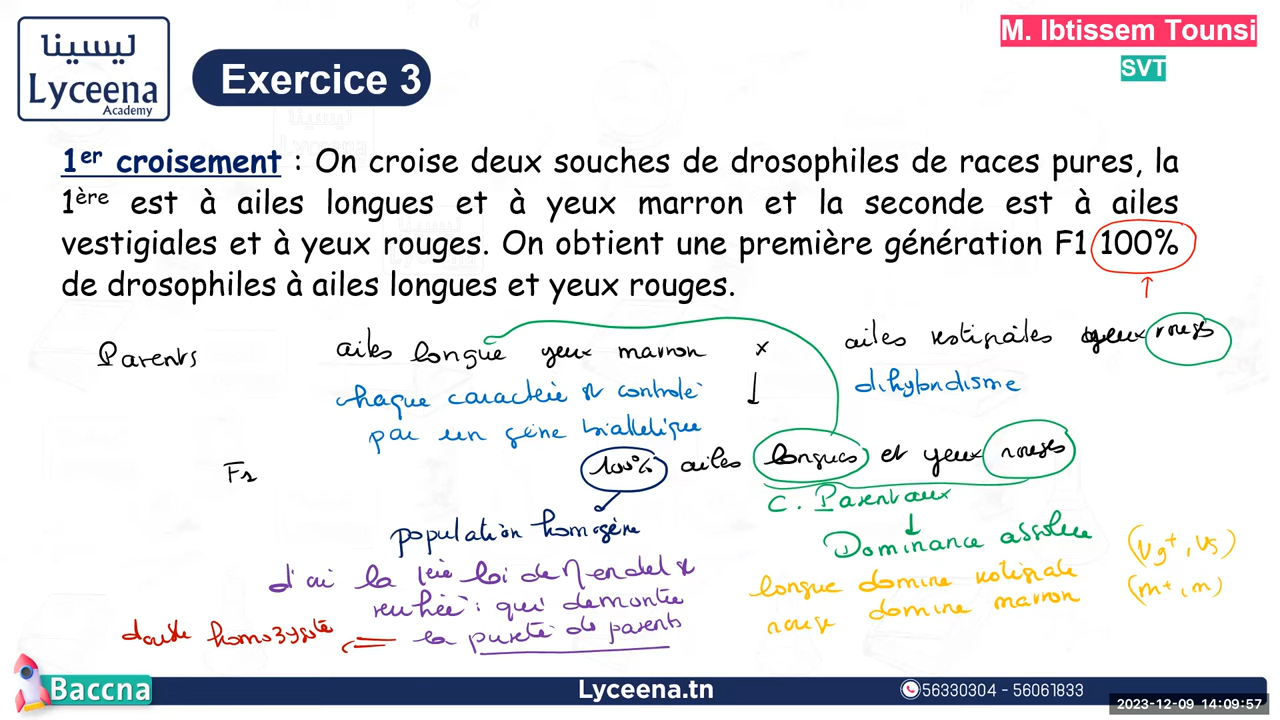 ليسينا
Lyceena
Academy
Exercice 3
M. Ibtissem Tounsi
SVT
1er croisement : On croise deux souches de drosophiles de races pures, la
1ère est à ailes longues et à yeux marron et la seconde est à ailes
vestigiales et à yeux rouges. On obtient une première génération F1 100%
de drosophiles à ailes longues et yeux rouges.
Parents ailes longue yeux marron x ailes vestigiales yeux rouges
chaque caractère est contrôlé dihybridisme
par un gène biallelique
F1 100% ailes longues et yeux rouges
C. Parentaux
population homogène Dominance absolue
J'ai la 1ère loi de Mendel est longue domine vestigiale (vg+, vg)
: qui démontre rouge domine marron (m+, m)
double homozygote la pureté de parents
Baccna
Lyceena.tn
56330304 - 56061833
2023-12-09 14:09:57